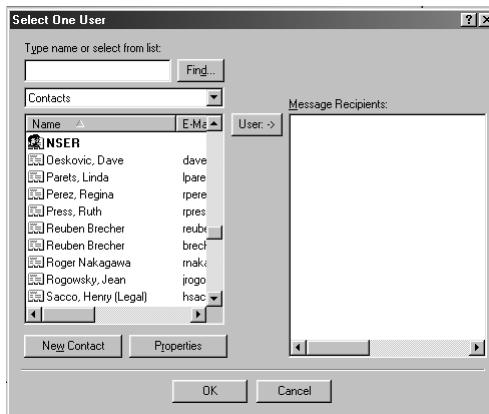 Select One User
Type name or select from list:
Find...
Contacts
Message Recipients:
Name E-Ma
User: ->
NSER
Oeskovic, Dave dave
Parets, Linda lpare
Perez, Regina rpere
Press, Ruth rpres
Reuben Brecher reube
Reuben Brecher brech
Roger Nakagawa rnaka
Rogowsky, Jean jrogo
Sacco, Henry (Legal) hsac
New Contact Properties
OK Cancel